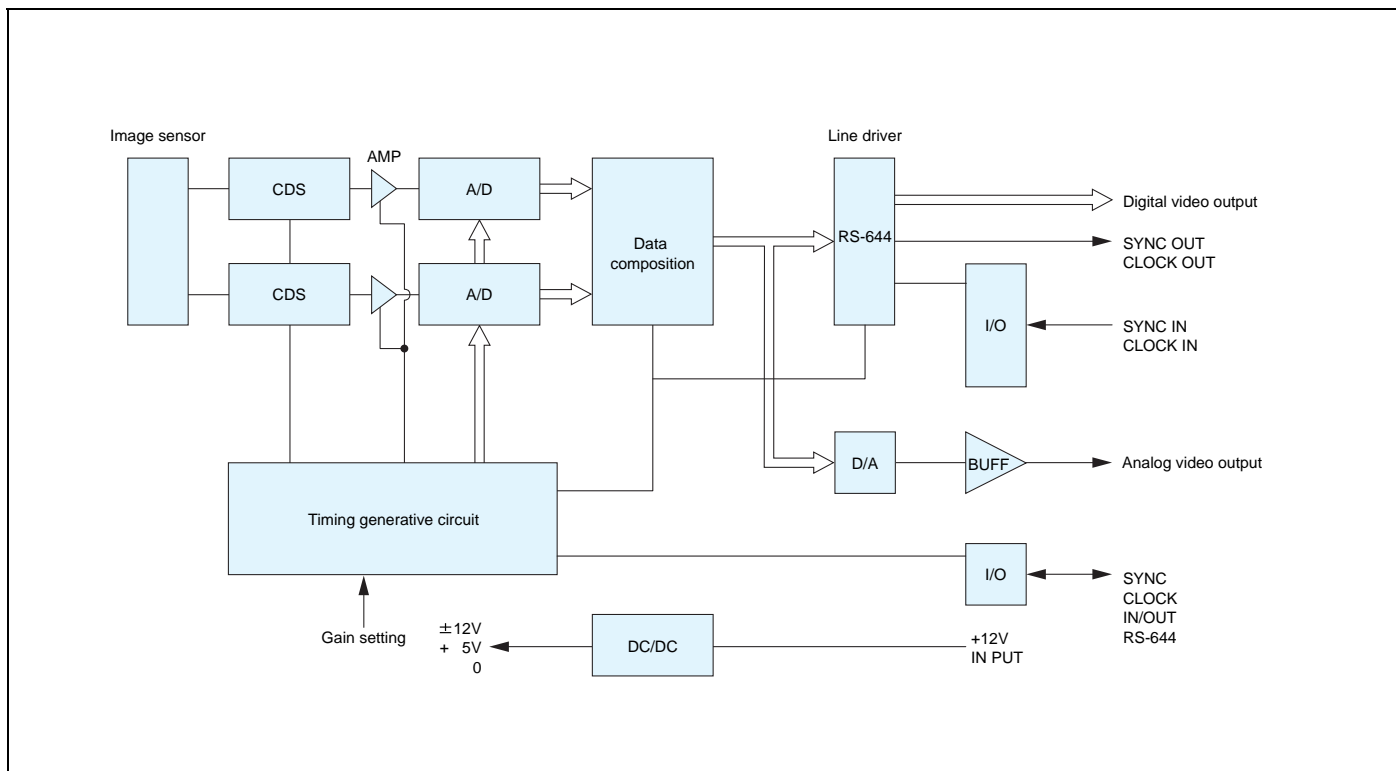 Image sensor
Line driver
AMP
CDS
A/D
Data
composition
RS-644
Digital video output
SYNC OUT
CLOCK OUT
CDS
A/D
I/O
SYNC IN
CLOCK IN
D/A
BUFF
Analog video output
Timing generative circuit
I/O
SYNC
CLOCK
IN/OUT
RS-644
Gain setting
±12V
+ 5V
0
DC/DC
+12V
IN PUT